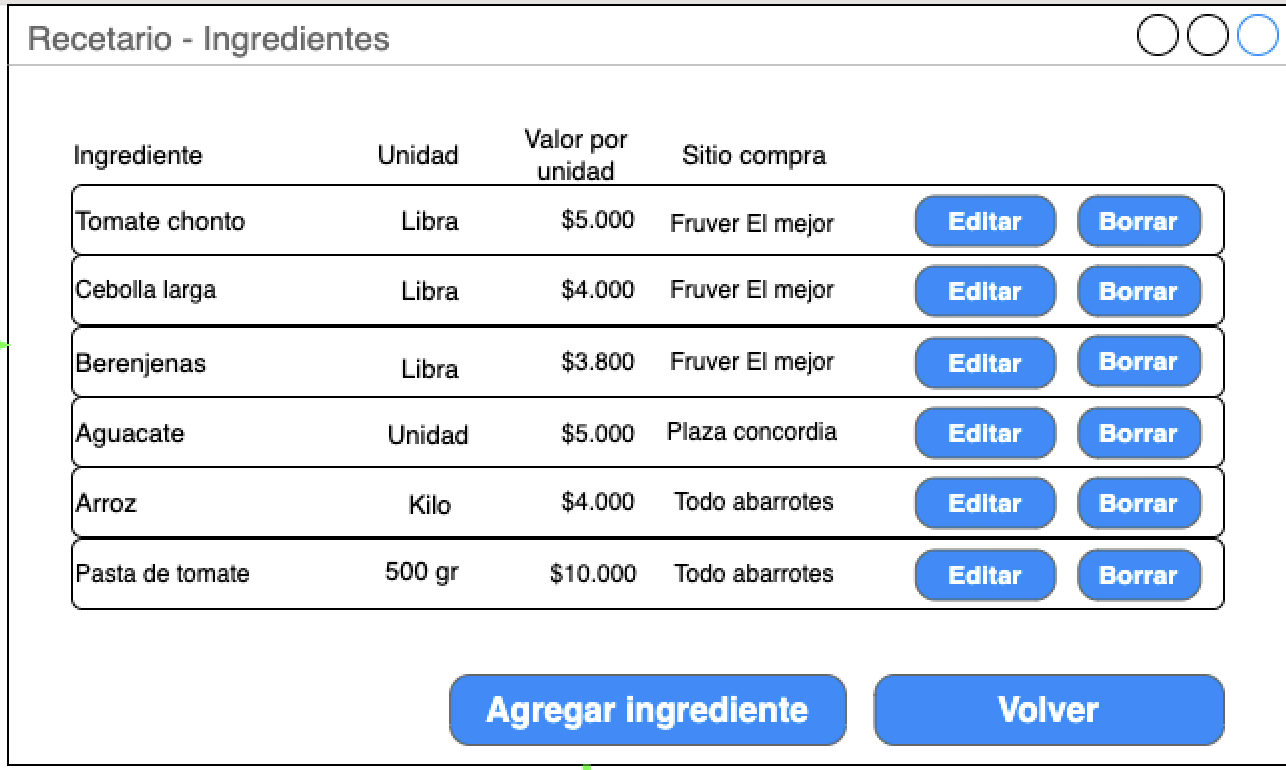 Recetario - Ingredientes
Ingrediente Unidad Valor por unidad Sitio compra
Tomate chonto Libra $5.000 Fruver El mejor Editar Borrar
Cebolla larga Libra $4.000 Fruver El mejor Editar Borrar
Berenjenas Libra $3.800 Fruver El mejor Editar Borrar
Aguacate Unidad $5.000 Plaza concordia Editar Borrar
Arroz Kilo $4.000 Todo abarrotes Editar Borrar
Pasta de tomate 500 gr $10.000 Todo abarrotes Editar Borrar
Agregar ingrediente Volver